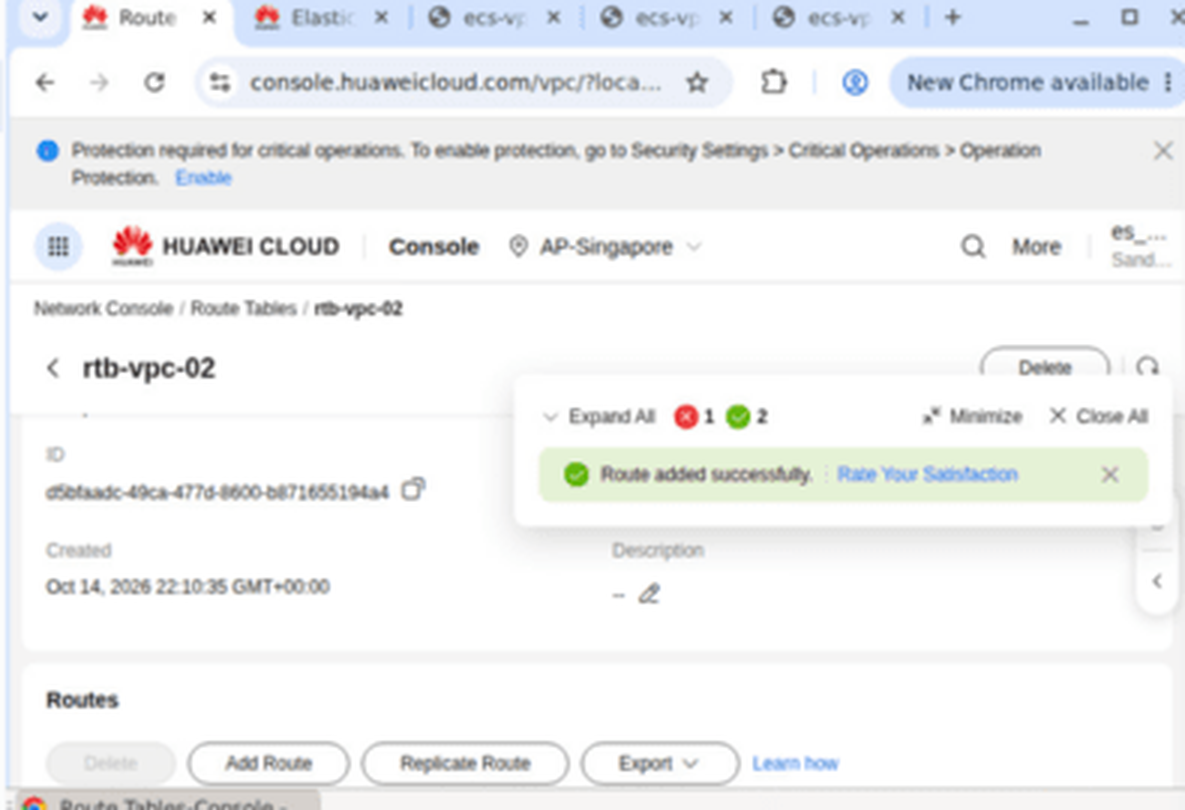 Route
Elastic
ecs-vp
ecs-vp
ecs-vp
console.huaweicloud.com/vpc/?loca...
New Chrome available
Protection required for critical operations. To enable protection, go to Security Settings > Critical Operations > Operation
Protection. Enable
HUAWEI
HUAWEI CLOUD
Console
AP-Singapore
More
es_...
Sand...
Network Console / Route Tables / rtb-vpc-02
rtb-vpc-02
Delete
Expand All 1 2 Minimize Close All
Route added successfully. Rate Your Satisfaction
ID
d5bfaadc-49ca-477d-8600-b871655194a4
Created
Description
Oct 14, 2026 22:10:35 GMT+00:00
--
Routes
Delete
Add Route
Replicate Route
Export
Learn how
Route Tables-Console -